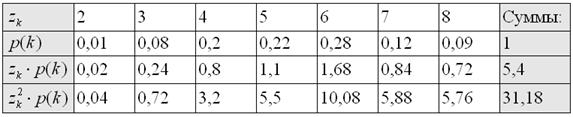 z_k 2 3 4 5 6 7 8 Суммы:
p(k) 0,01 0,08 0,2 0,22 0,28 0,12 0,09 1
z_k · p(k) 0,02 0,24 0,8 1,1 1,68 0,84 0,72 5,4
z_k^2 · p(k) 0,04 0,72 3,2 5,5 10,08 5,88 5,76 31,18